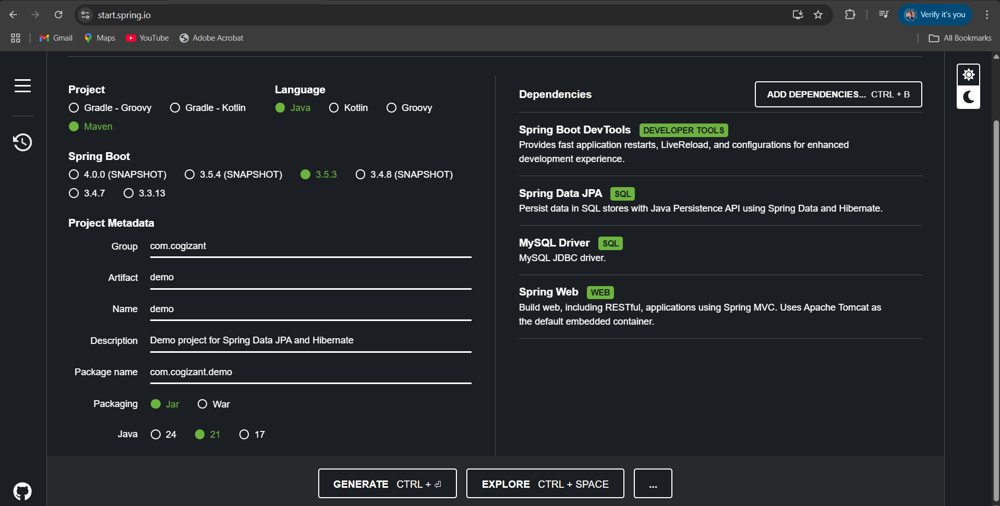 start.spring.io
Verify it's you
Gmail
Maps
YouTube
Adobe Acrobat
All Bookmarks
Project
Gradle - Groovy
Gradle - Kotlin
Maven
Language
Java
Kotlin
Groovy
Spring Boot
4.0.0 (SNAPSHOT)
3.5.4 (SNAPSHOT)
3.5.3
3.4.8 (SNAPSHOT)
3.4.7
3.3.13
Project Metadata
Group
com.cogizant
Artifact
demo
Name
demo
Description
Demo project for Spring Data JPA and Hibernate
Package name
com.cogizant.demo
Packaging
Jar
War
Java
24
21
17
Dependencies
ADD DEPENDENCIES... CTRL + B
Spring Boot DevTools DEVELOPER TOOLS
Provides fast application restarts, LiveReload, and configurations for enhanced
development experience.
Spring Data JPA SQL
Persist data in SQL stores with Java Persistence API using Spring Data and Hibernate.
MySQL Driver SQL
MySQL JDBC driver.
Spring Web WEB
Build web, including RESTful, applications using Spring MVC. Uses Apache Tomcat as
the default embedded container.
GENERATE CTRL + ⏎
EXPLORE CTRL + SPACE
...